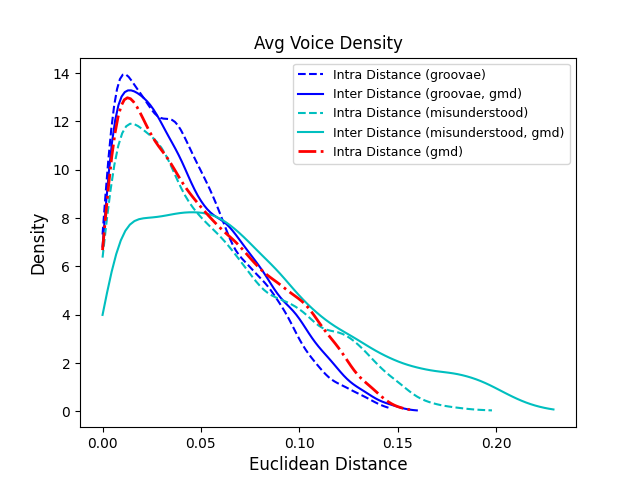 Avg Voice Density
Intra Distance (groovae)
Inter Distance (groovae, gmd)
Intra Distance (misunderstood)
Inter Distance (misunderstood, gmd)
Intra Distance (gmd)
Density
14
12
10
8
6
4
2
0
0.00 0.05 0.10 0.15 0.20
Euclidean Distance